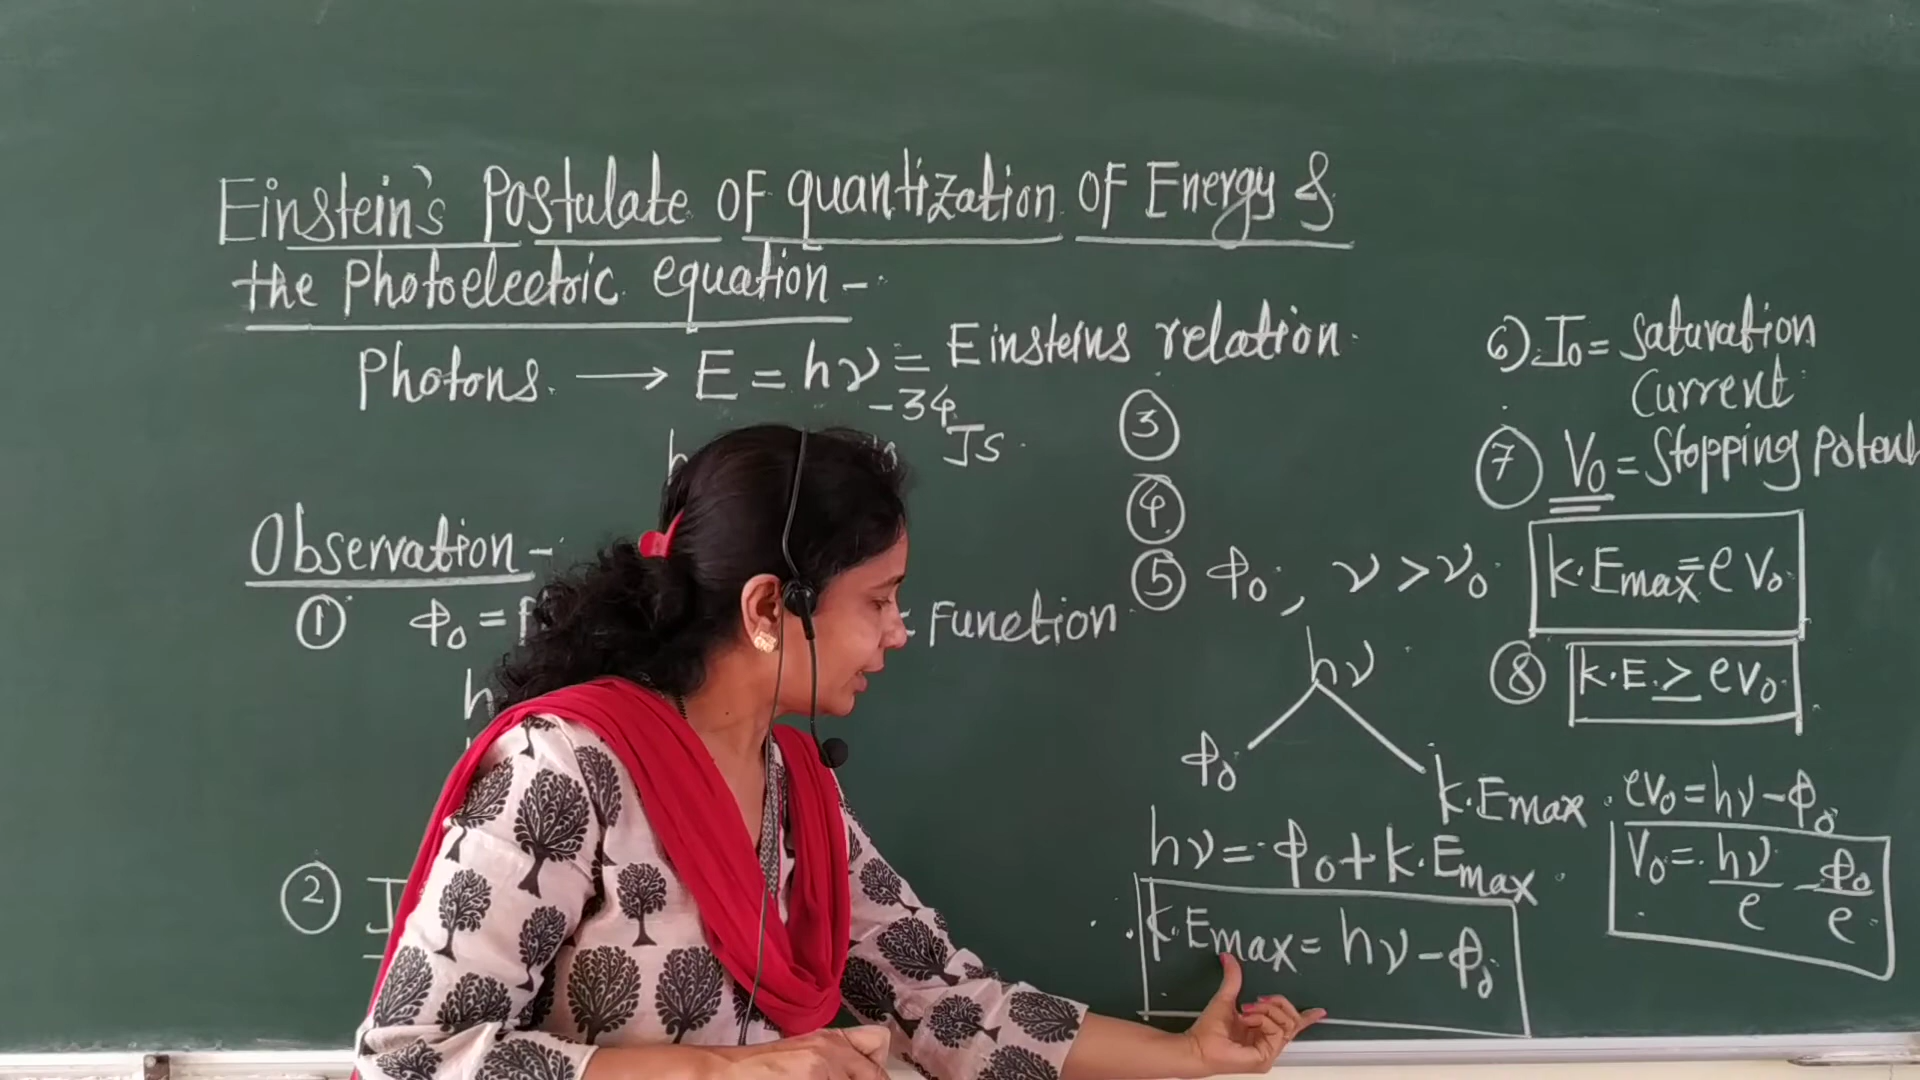 Einstein's Postulate of quantization of Energy &
the Photoelectric equation -
Photons. → E = hν = Einsteins relation.
-34
h Js
Observation -
① ϕ₀ = Function
h
②
③
④
⑤ ϕ₀, ν > ν₀
hν
ϕ₀ K.Emax
hν = ϕ₀ + K.Emax
K.Emax = hν - ϕ₀
6) I₀ = Saturation
Current
⑦ V₀ = Stopping
K.Emax = eV₀
⑧ K.E. ≥ eV₀
eV₀ = hν - ϕ₀
V₀ = hν/e - ϕ₀/e